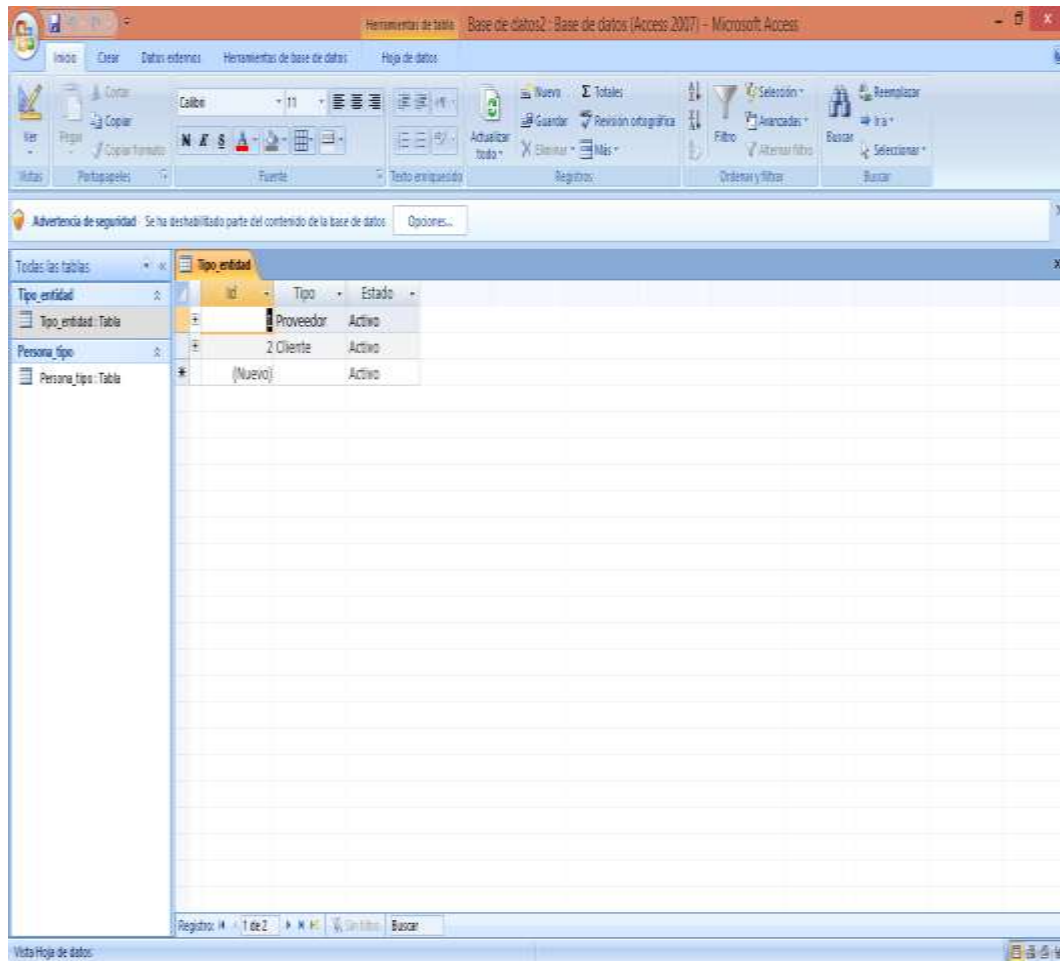 Herramientas de tabla Base de datos2 : Base de datos (Access 2007) - Microsoft Access
Inicio Crear Datos externos Herramientas de base de datos Hoja de datos
Ver
Pegar
Cortar
Copiar
Copiar formato
Calibri 11
N K S A
Actualizar todo
Nuevo
Guardar
Eliminar
Totales
Revisión ortográfica
Más
Filtro
Selección
Avanzadas
Alternar filtro
Buscar
Reemplazar
Ir a
Seleccionar
Vistas Portapapeles Fuente Texto enriquecido Registros Ordenar y filtrar Buscar
Advertencia de seguridad Se ha deshabilitado parte del contenido de la base de datos Opciones...
Todas las tablas
Tipo_entidad
Tipo_entidad : Tabla
Persona_tipo
Persona_tipo : Tabla
Tipo_entidad
Id Tipo Estado
1 Proveedor Activo
2 Cliente Activo
(Nuevo) Activo
Registro: 1 de 2 Sin filtro Buscar
Vista Hoja de datos